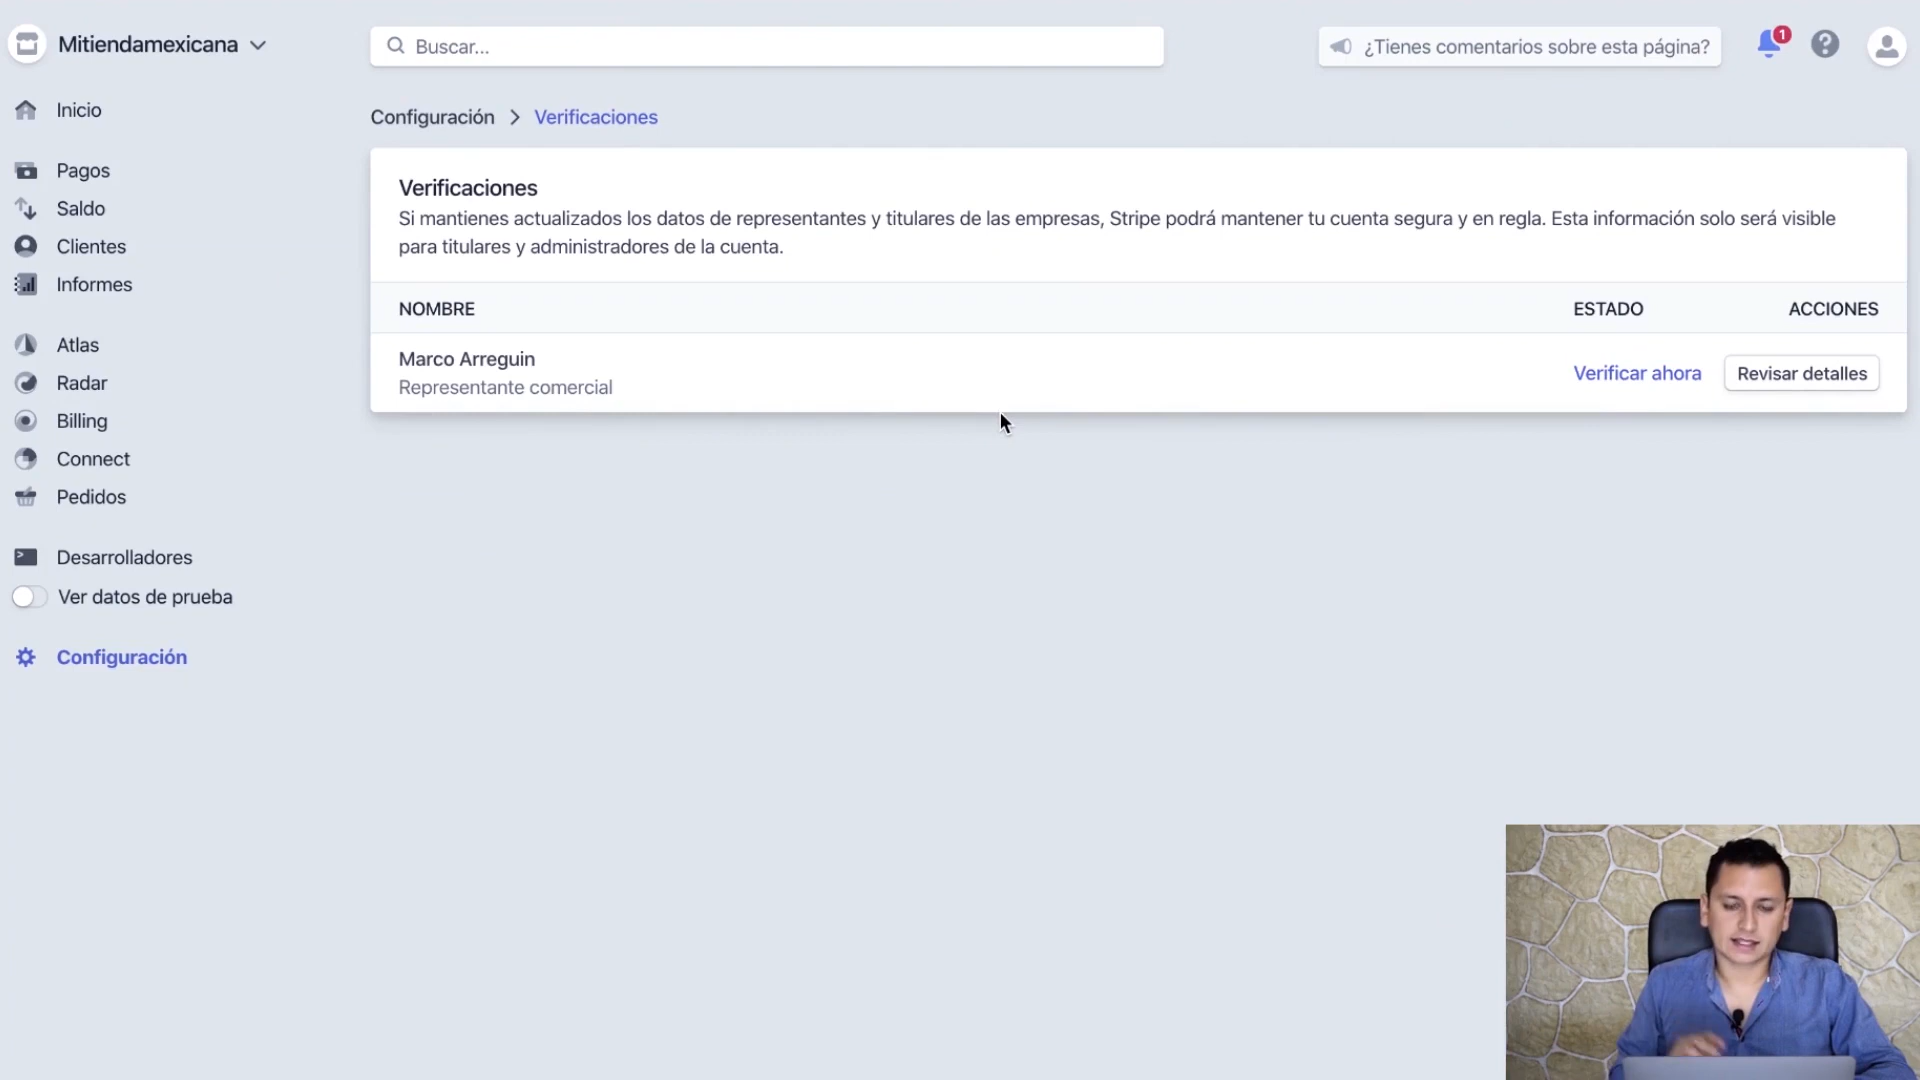 Mitiendamexicana
Buscar...
¿Tienes comentarios sobre esta página?
1
Inicio
Pagos
Saldo
Clientes
Informes
Atlas
Radar
Billing
Connect
Pedidos
Desarrolladores
Ver datos de prueba
Configuración
Configuración > Verificaciones
Verificaciones
Si mantienes actualizados los datos de representantes y titulares de las empresas, Stripe podrá mantener tu cuenta segura y en regla. Esta información solo será visible
para titulares y administradores de la cuenta.
NOMBRE ESTADO ACCIONES
Marco Arreguin
Representante comercial
Verificar ahora Revisar detalles